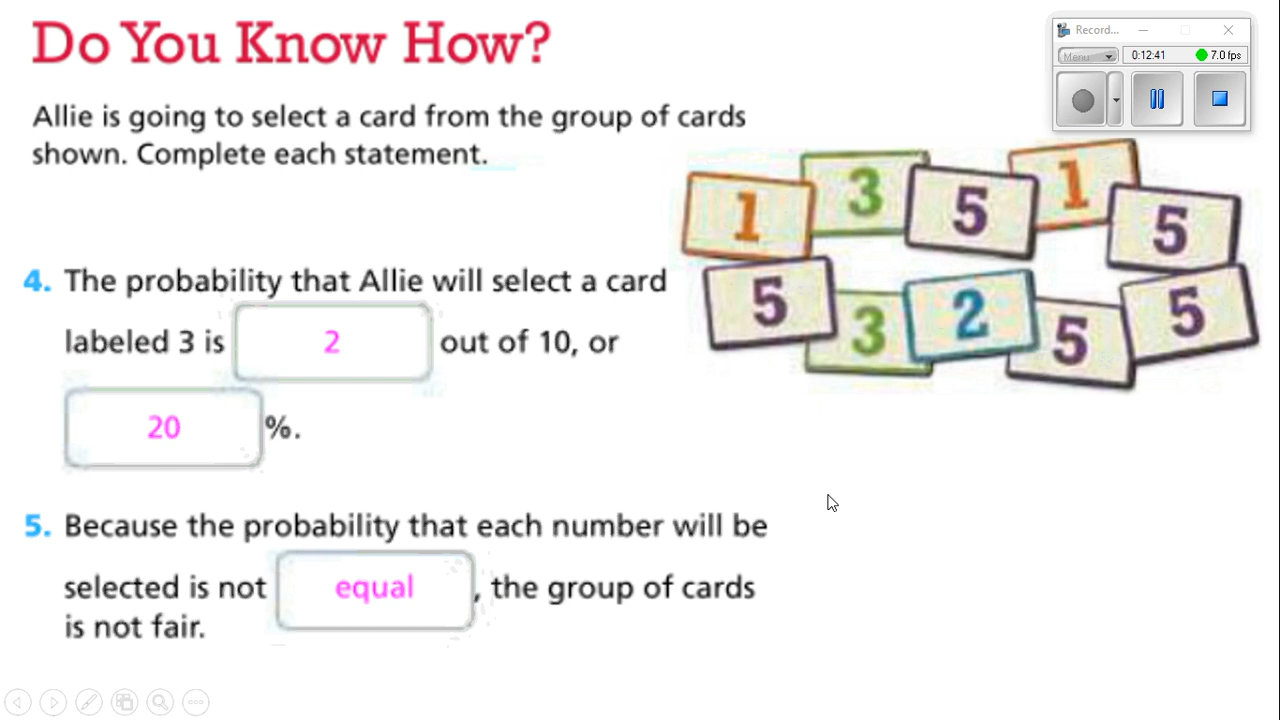 Do You Know How?
Record...
Menu
0:12:41
7.0 fps
Allie is going to select a card from the group of cards
shown. Complete each statement.
1 3 5 1 5
5 3 2 5 5
4. The probability that Allie will select a card
labeled 3 is 2 out of 10, or
20 %.
5. Because the probability that each number will be
selected is not equal, the group of cards
is not fair.